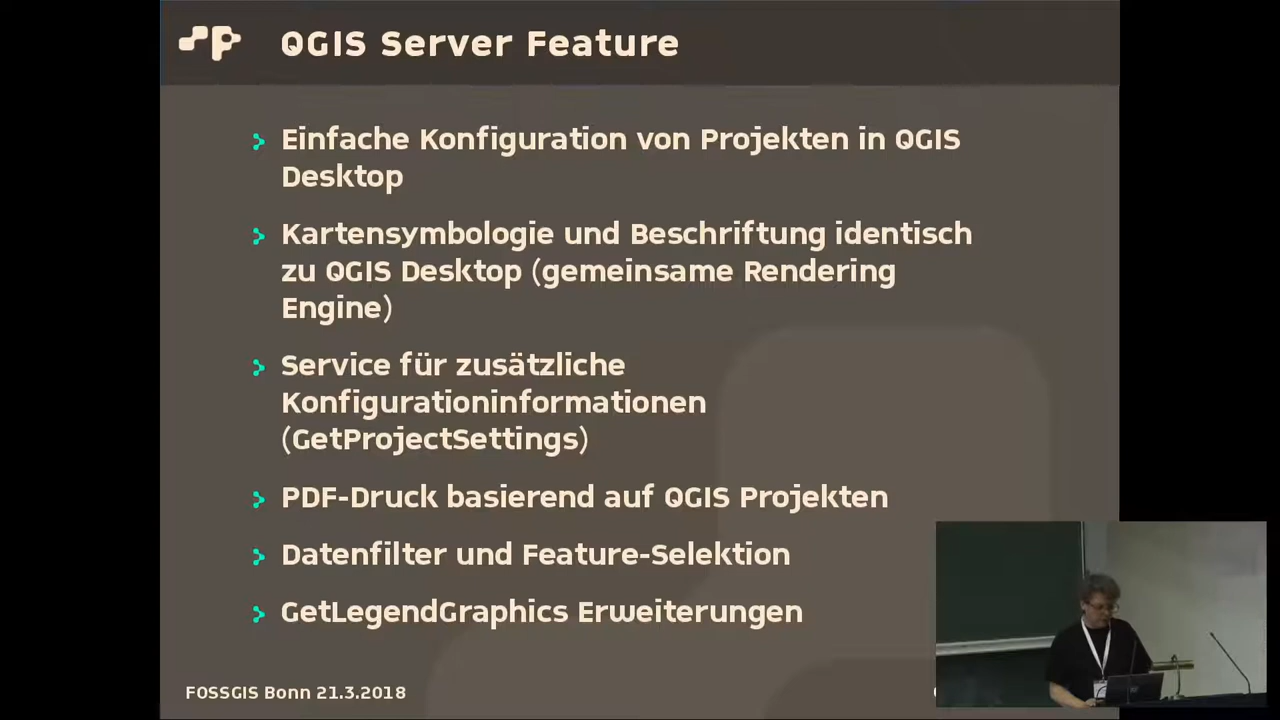 QGIS Server Feature
Einfache Konfiguration von Projekten in QGIS
Desktop
Kartensymbologie und Beschriftung identisch
zu QGIS Desktop (gemeinsame Rendering
Engine)
Service für zusätzliche
Konfigurationinformationen
(GetProjectSettings)
PDF-Druck basierend auf QGIS Projekten
Datenfilter und Feature-Selektion
GetLegendGraphics Erweiterungen
FOSSGIS Bonn 21.3.2018